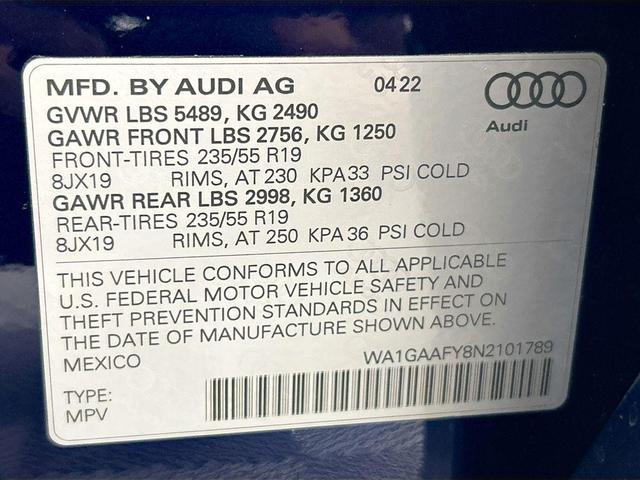 MFD. BY AUDI AG 0422
GVWR LBS 5489, KG 2490
Audi
GAWR FRONT LBS 2756, KG 1250
FRONT-TIRES 235/55 R19
8JX19 RIMS, AT 230 KPA33 PSI COLD
GAWR REAR LBS 2998, KG 1360
REAR-TIRES 235/55 R19
8JX19 RIMS, AT 250 KPA 36 PSI COLD
THIS VEHICLE CONFORMS TO ALL APPLICABLE
U.S. FEDERAL MOTOR VEHICLE SAFETY AND
THEFT PREVENTION STANDARDS IN EFFECT ON
THE DATE OF MANUFACTURE SHOWN ABOVE.
MEXICO WA1GAAFY8N2101789
TYPE:
MPV